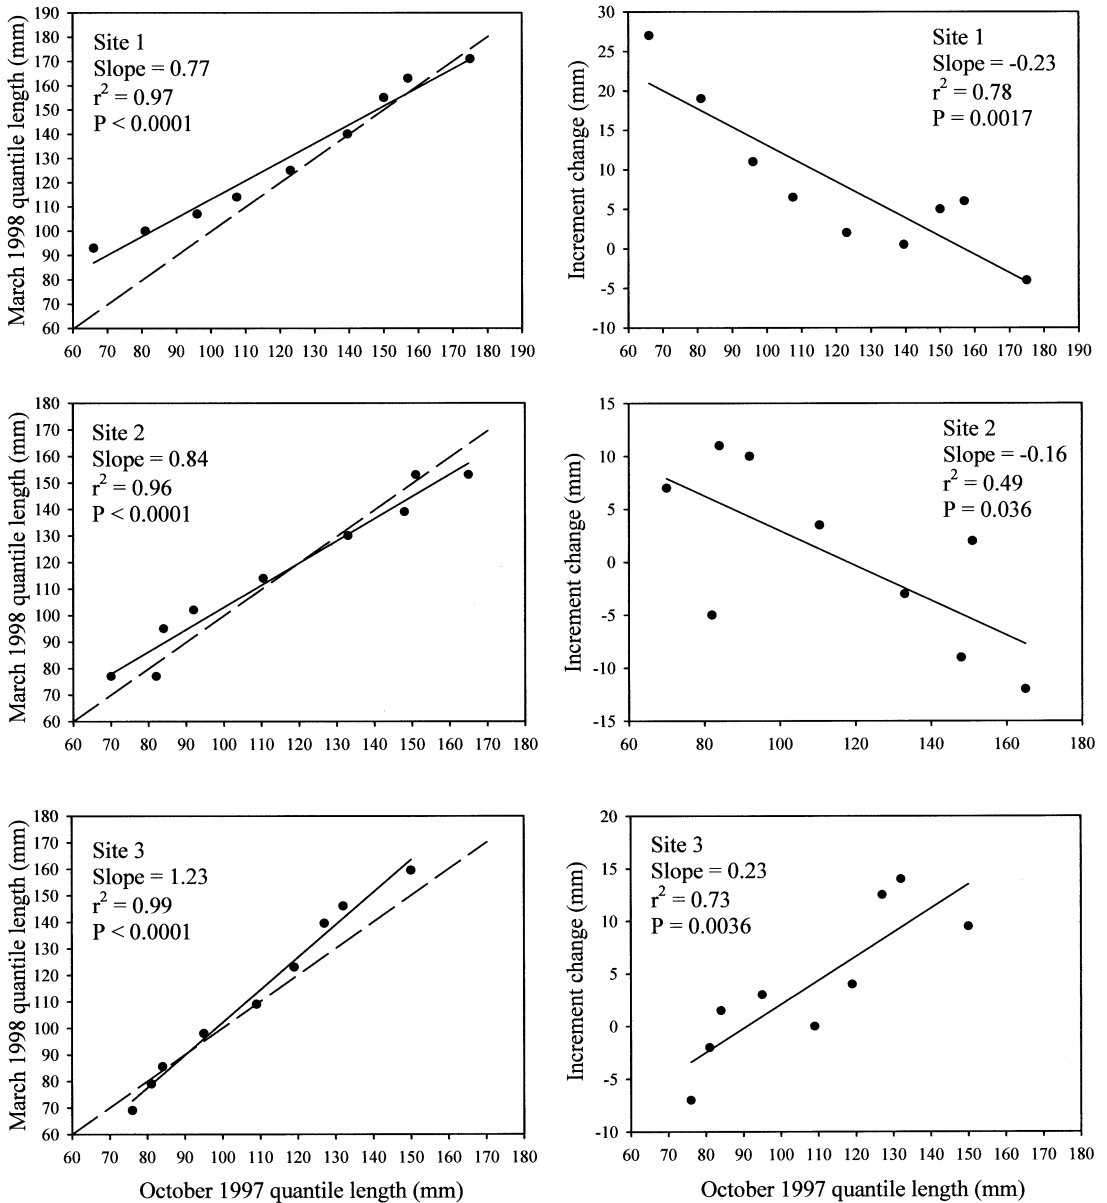 March 1998 quantile length (mm)
190
180
170
160
150
140
130
120
110
100
90
80
70
60
Site 1
Slope = 0.77
r² = 0.97
P < 0.0001
60 70 80 90 100 110 120 130 140 150 160 170 180 190
Increment change (mm)
30
25
20
15
10
5
0
-5
-10
Site 1
Slope = -0.23
r² = 0.78
P = 0.0017
60 70 80 90 100 110 120 130 140 150 160 170 180 190
March 1998 quantile length (mm)
180
170
160
150
140
130
120
110
100
90
80
70
60
Site 2
Slope = 0.84
r² = 0.96
P < 0.0001
60 70 80 90 100 110 120 130 140 150 160 170 180
Increment change (mm)
15
10
5
0
-5
-10
-15
Site 2
Slope = -0.16
r² = 0.49
P = 0.036
60 80 100 120 140 160 180
March 1998 quantile length (mm)
180
170
160
150
140
130
120
110
100
90
80
70
60
Site 3
Slope = 1.23
r² = 0.99
P < 0.0001
60 70 80 90 100 110 120 130 140 150 160 170 180
October 1997 quantile length (mm)
Increment change (mm)
20
15
10
5
0
-5
-10
Site 3
Slope = 0.23
r² = 0.73
P = 0.0036
60 70 80 90 100 110 120 130 140 150 160 170 180
October 1997 quantile length (mm)